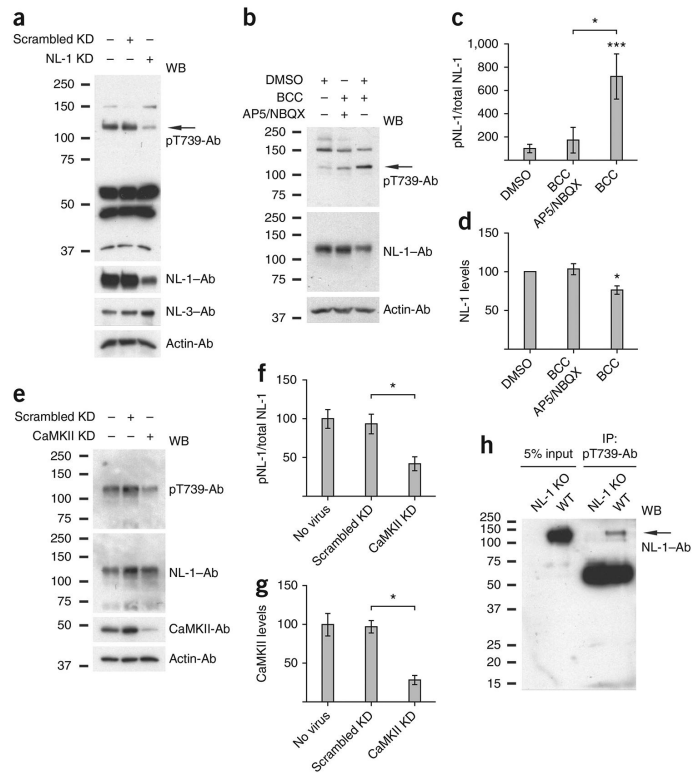 a
Scrambled KD – + –
NL-1 KD – – +
WB
250
150
100
75
50
37
pT739-Ab
NL-1–Ab
NL-3–Ab
Actin-Ab
b
DMSO + – +
BCC – + +
AP5/NBQX – + –
WB
250
150
100
75
pT739-Ab
250
150
100
75
NL-1–Ab
37
Actin-Ab
c
pNL-1/total NL-1
1,000
800
600
400
200
*
***
DMSO
BCC
AP5/NBQX
BCC
d
NL-1 levels
150
100
50
*
DMSO
BCC
AP5/NBQX
BCC
e
Scrambled KD – + –
CaMKII KD – – +
WB
250
150
100
75
pT739-Ab
250
150
100
75
NL-1–Ab
50
CaMKII-Ab
37
Actin-Ab
f
pNL-1/total NL-1
150
100
50
*
No virus
Scrambled KD
CaMKII KD
g
CaMKII levels
150
100
50
*
No virus
Scrambled KD
CaMKII KD
h
5% input
IP:
pT739-Ab
NL-1 KO
WT
NL-1 KO
WT
WB
250
150
100
75
50
37
25
20
15
NL-1–Ab